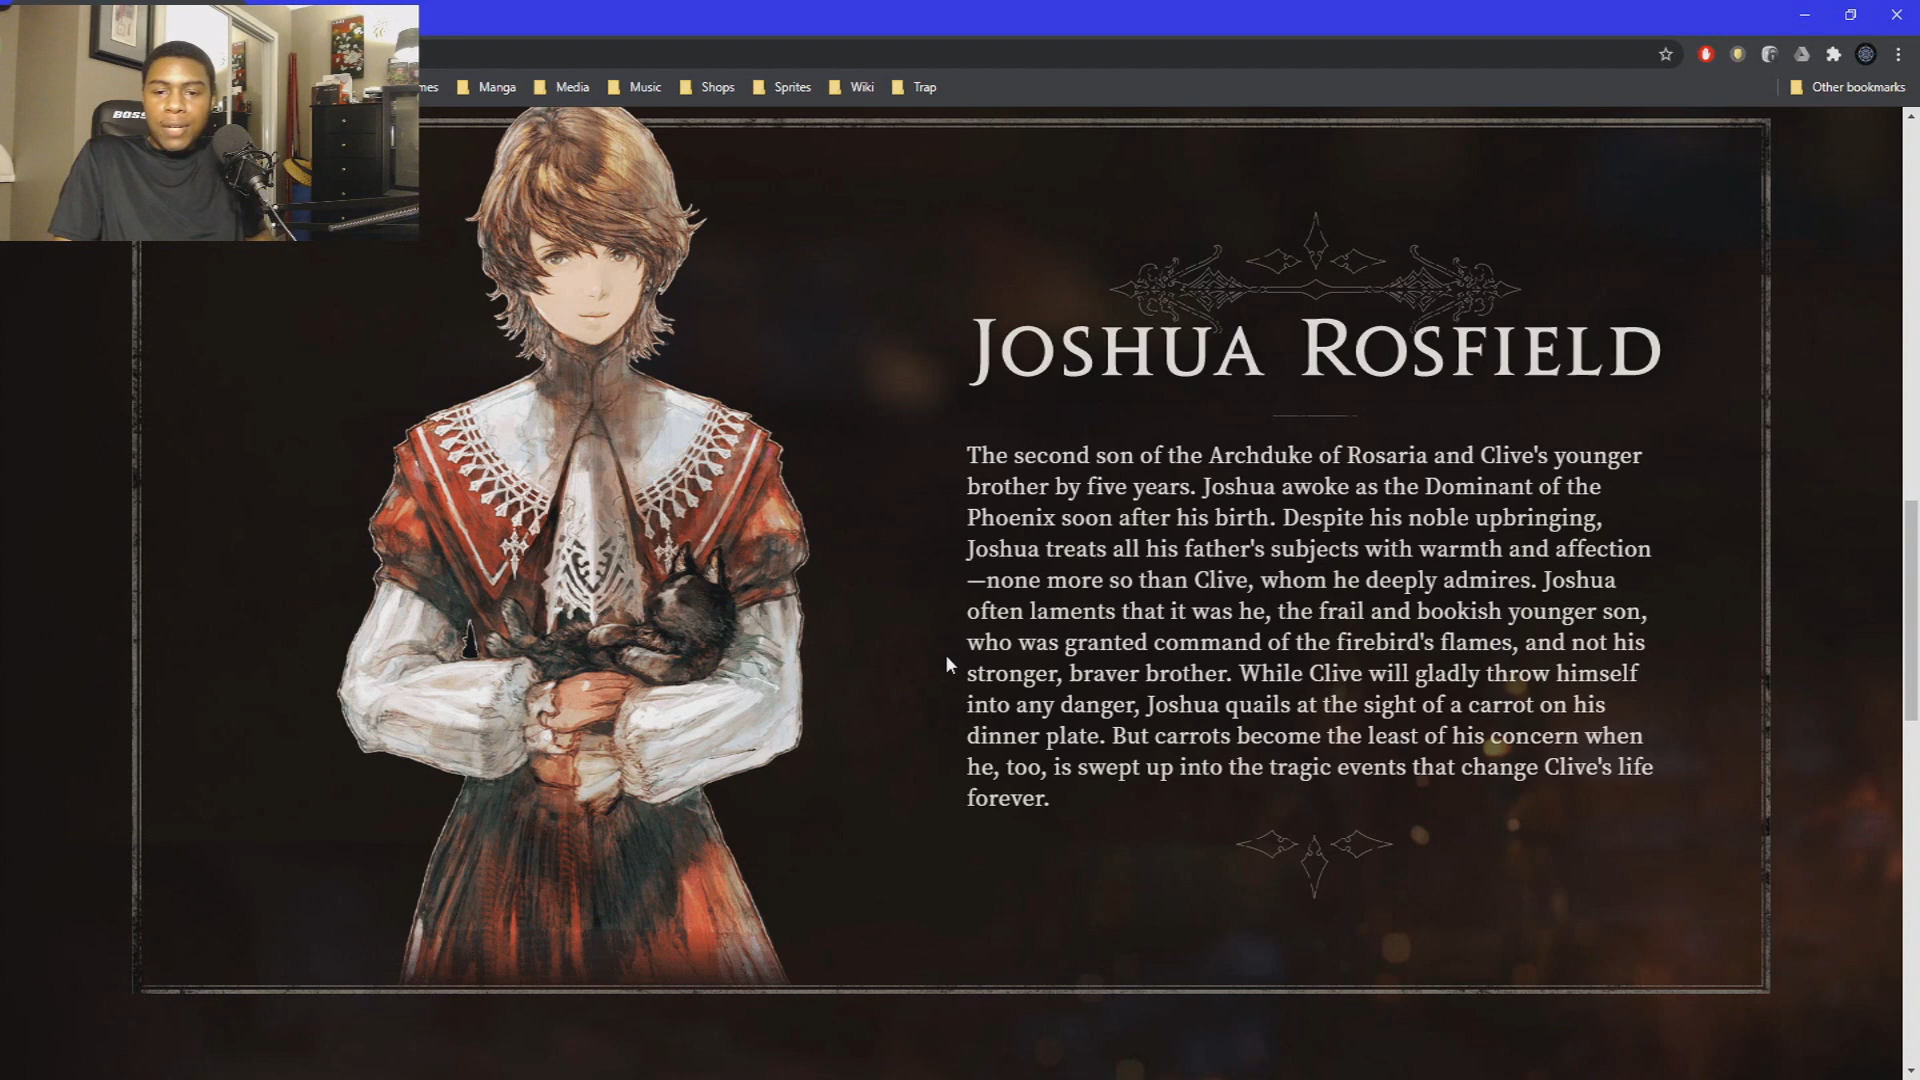 BOSS
mes
Manga
Media
Music
Shops
Sprites
Wiki
Trap
Other bookmarks
JOSHUA ROSFIELD
The second son of the Archduke of Rosaria and Clive's younger
brother by five years. Joshua awoke as the Dominant of the
Phoenix soon after his birth. Despite his noble upbringing,
Joshua treats all his father's subjects with warmth and affection
—none more so than Clive, whom he deeply admires. Joshua
often laments that it was he, the frail and bookish younger son,
who was granted command of the firebird's flames, and not his
stronger, braver brother. While Clive will gladly throw himself
into any danger, Joshua quails at the sight of a carrot on his
dinner plate. But carrots become the least of his concern when
he, too, is swept up into the tragic events that change Clive's life
forever.